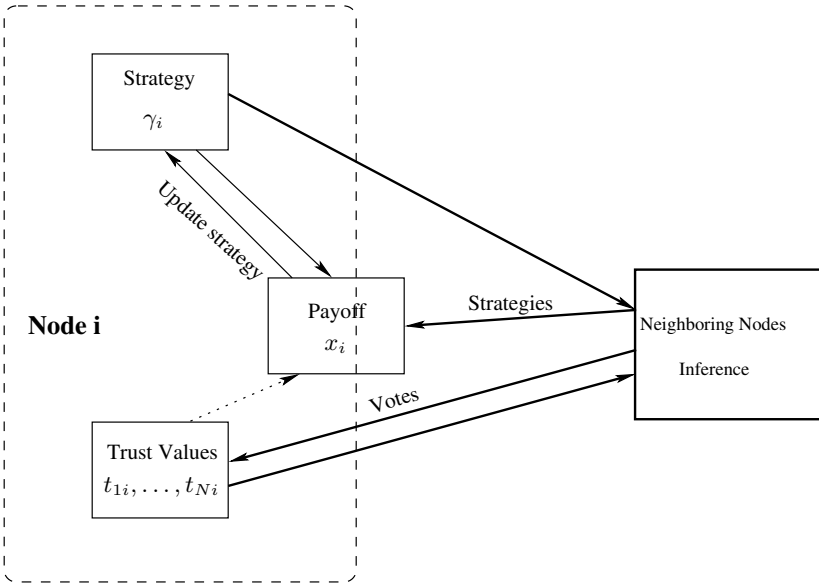 Strategy
γi
Update strategy
Payoff
xi
Node i
Strategies
Neighboring Nodes
Inference
Votes
Trust Values
t1i, . . . , tNi